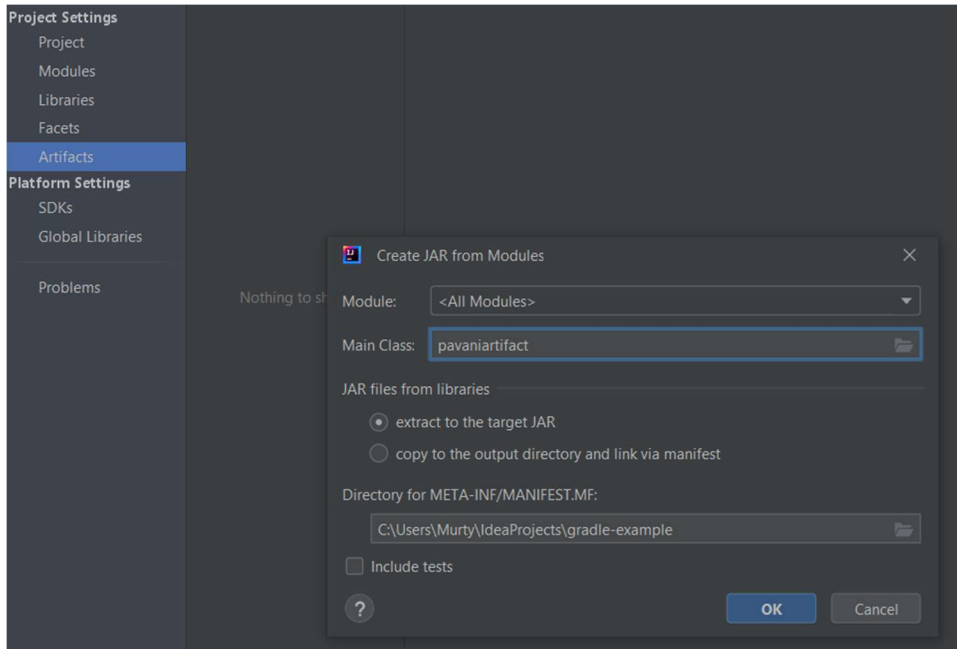 Project Settings
Project
Modules
Libraries
Facets
Artifacts
Platform Settings
SDKs
Global Libraries
Problems
Nothing to
Create JAR from Modules
Module: <All Modules>
Main Class: pavaniartifact
JAR files from libraries
extract to the target JAR
copy to the output directory and link via manifest
Directory for META-INF/MANIFEST.MF:
C:\Users\Murty\IdeaProjects\gradle-example
Include tests
?
OK Cancel